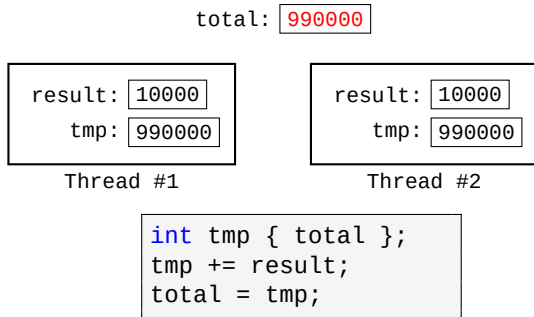 total: 990000
result: 10000
tmp: 990000
Thread #1
result: 10000
tmp: 990000
Thread #2
int tmp { total };
tmp += result;
total = tmp;